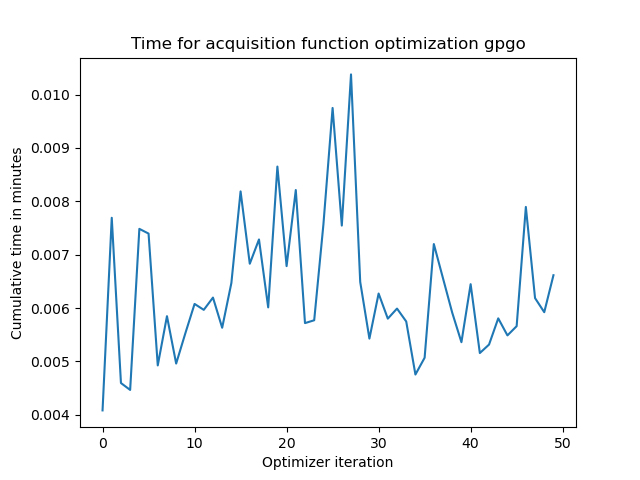 Time for acquisition function optimization gpgo
Cumulative time in minutes
0.010
0.009
0.008
0.007
0.006
0.005
0.004
0 10 20 30 40 50
Optimizer iteration